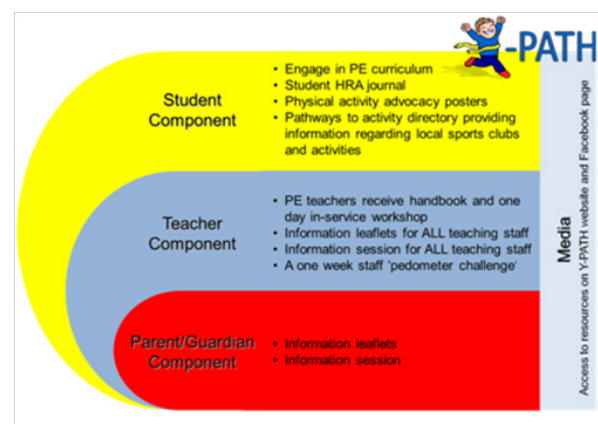 -PATH
Student
Component
• Engage in PE curriculum
• Student HRA journal
• Physical activity advocacy posters
• Pathways to activity directory providing
information regarding local sports clubs
and activities
Teacher
Component
• PE teachers receive handbook and one
day in-service workshop
• Information leaflets for ALL teaching staff
• Information session for ALL teaching staff
• A one week staff 'pedometer challenge'
Parent/Guardian
Component
• Information leaflets
• Information session
Media
Access to resources on Y-PATH website and Facebook page